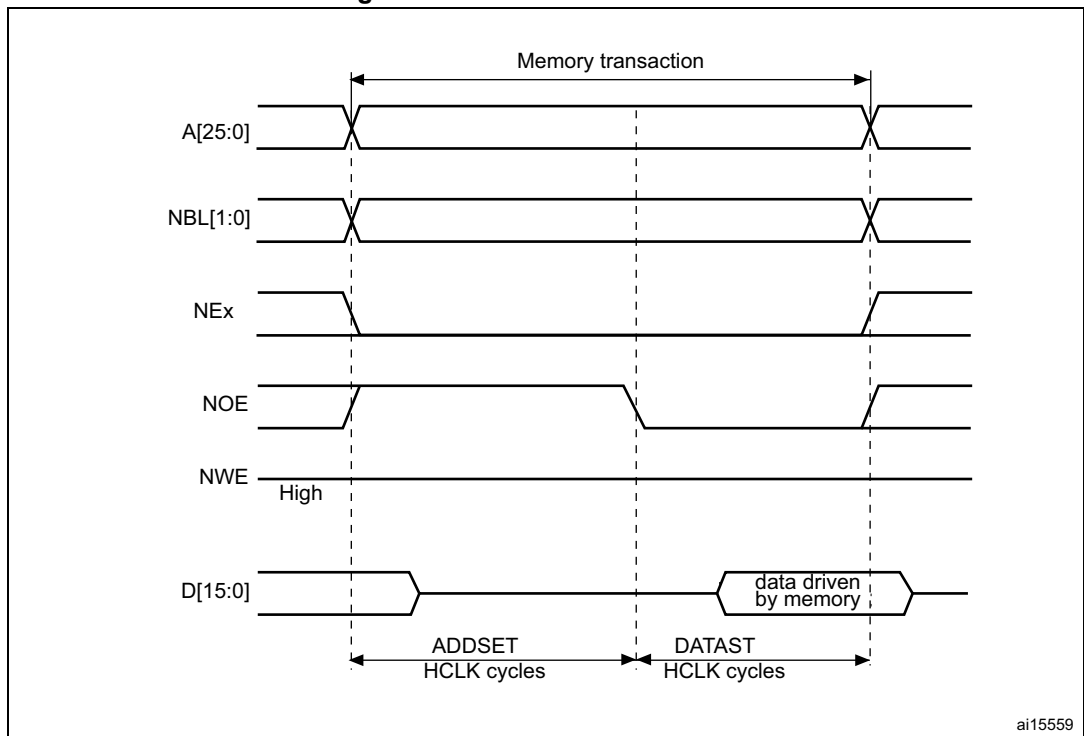 Memory transaction
A[25:0]
NBL[1:0]
NEx
NOE
NWE
High
D[15:0]
data driven
by memory
ADDSET
HCLK cycles
DATAST
HCLK cycles
ai15559